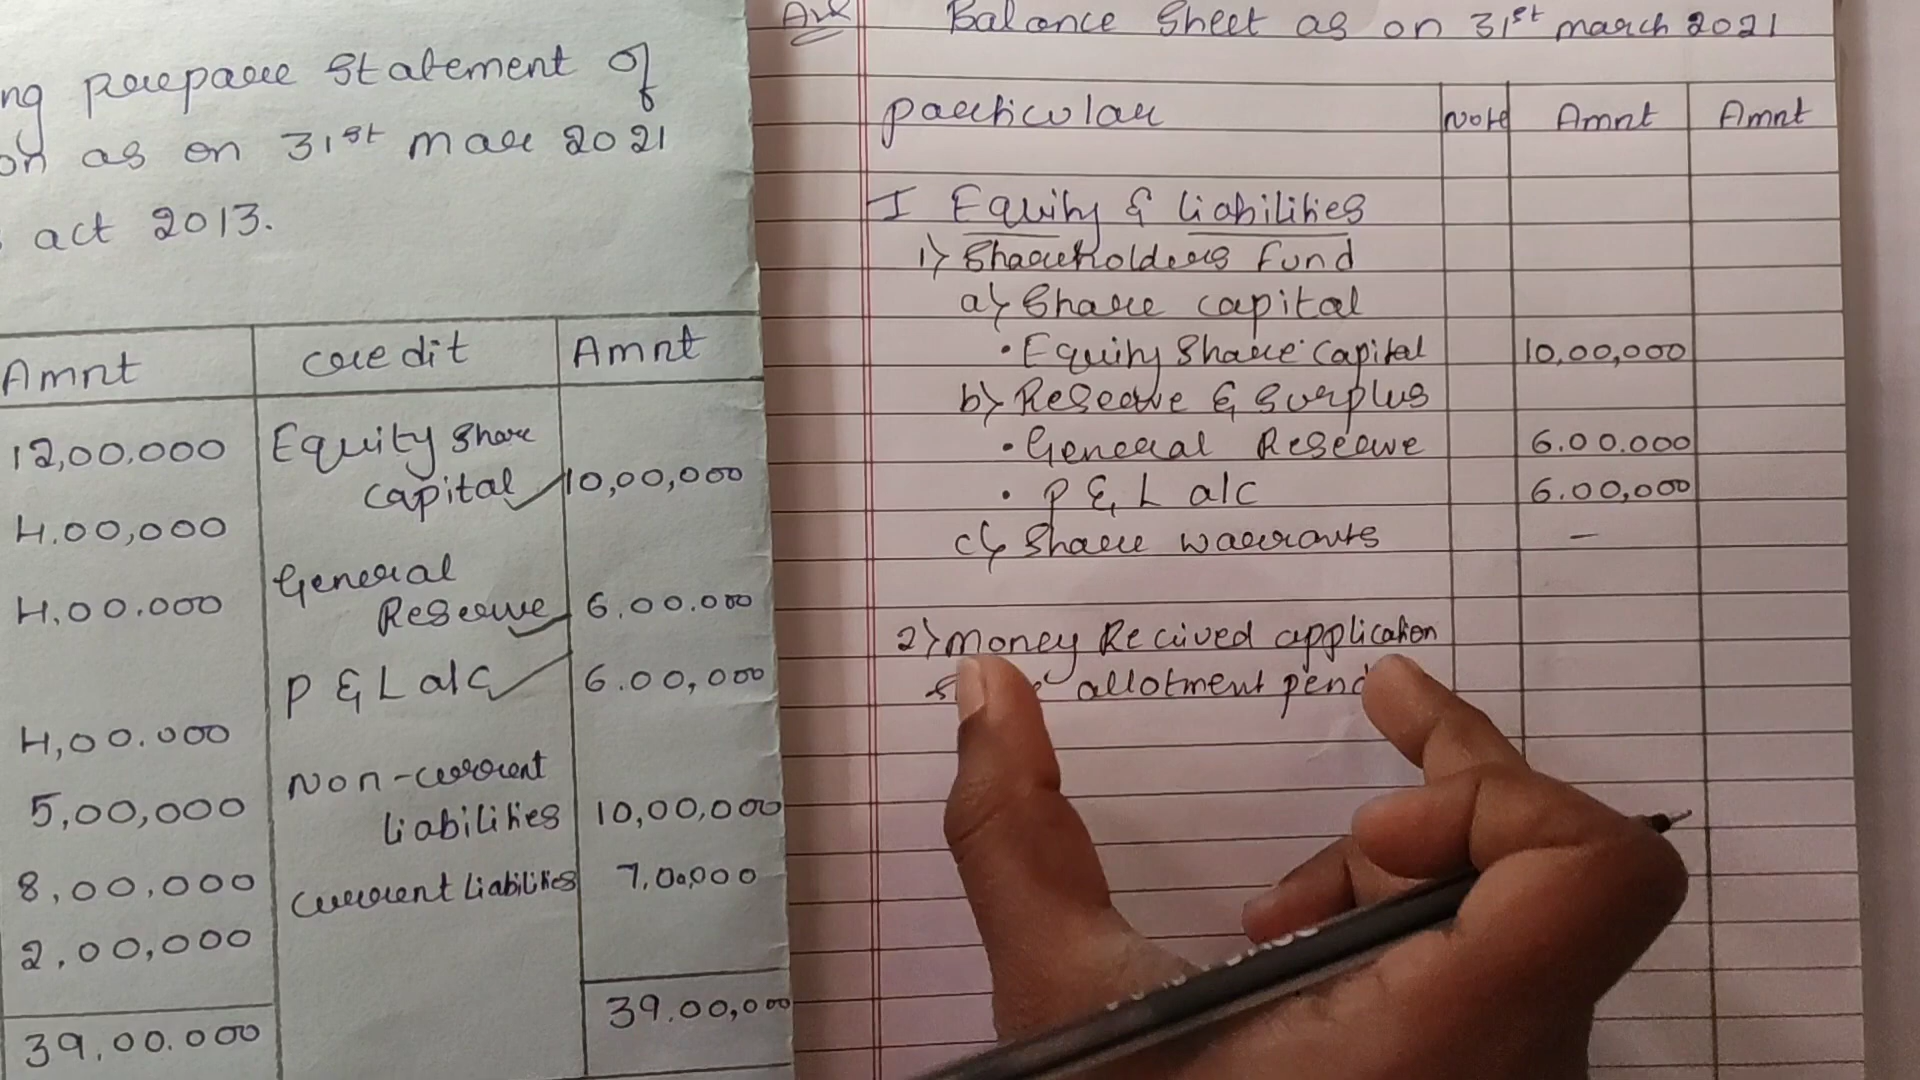 ng prepare statement of
on as on 31st mar 2021
act 2013.
Amnt credit Amnt
12,00,000 Equity share
capital 10,00,000
4,00,000
General
4,00,000 Reserve 6,00,000
P & L a/c 6,00,000
4,00,000
Non-current
5,00,000 liabilities 10,00,000
8,00,000 current liabilities 7,00,000
2,00,000
39,00,000
39,00,000
Ans Balance Sheet as on 31st march 2021
particular Note Amnt Amnt
I Equity & liabilities
1) Shareholders Fund
a) Share capital
• Equity Share capital 10,00,000
b) Reserve & Surplus
• General Reserve 6,00,000
• P & L a/c 6,00,000
c) Share warrants —
2) Money Recived application
allotment pend